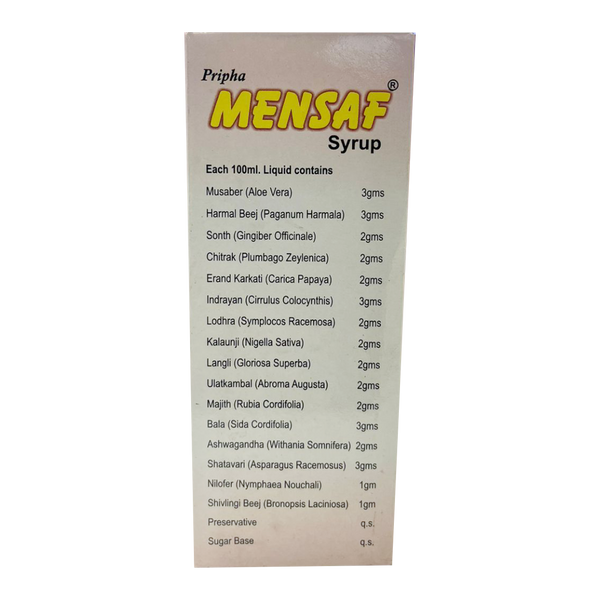 Pripha
MENSAF®
Syrup
Each 100ml. Liquid contains
Musaber (Aloe Vera) 3gms
Harmal Beej (Paganum Harmala) 3gms
Sonth (Gingiber Officinale) 2gms
Chitrak (Plumbago Zeylenica) 2gms
Erand Karkati (Carica Papaya) 2gms
Indrayan (Cirrulus Colocynthis) 3gms
Lodhra (Symplocos Racemosa) 2gms
Kalaunji (Nigella Sativa) 2gms
Langli (Gloriosa Superba) 2gms
Ulatkambal (Abroma Augusta) 2gms
Majith (Rubia Cordifolia) 2gms
Bala (Sida Cordifolia) 3gms
Ashwagandha (Withania Somnifera) 2gms
Shatavari (Asparagus Racemosus) 3gms
Nilofer (Nymphaea Nouchali) 1gm
Shivlingi Beej (Bronopsis Laciniosa) 1gm
Preservative q.s.
Sugar Base q.s.